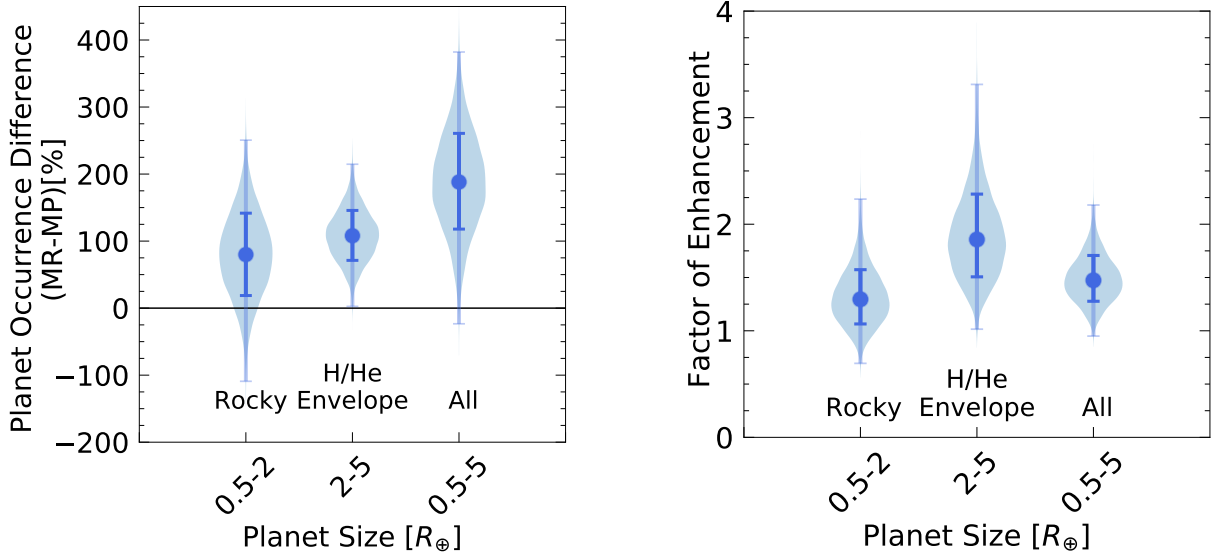 Planet Occurrence Difference
(MR-MP)[%]
400
300
200
100
0
−100
−200
Rocky
H/He
Envelope
All
0.5-2
2-5
0.5-5
Planet Size [R⊕]
Factor of Enhancement
4
3
2
1
0
Rocky
H/He
Envelope
All
0.5-2
2-5
0.5-5
Planet Size [R⊕]